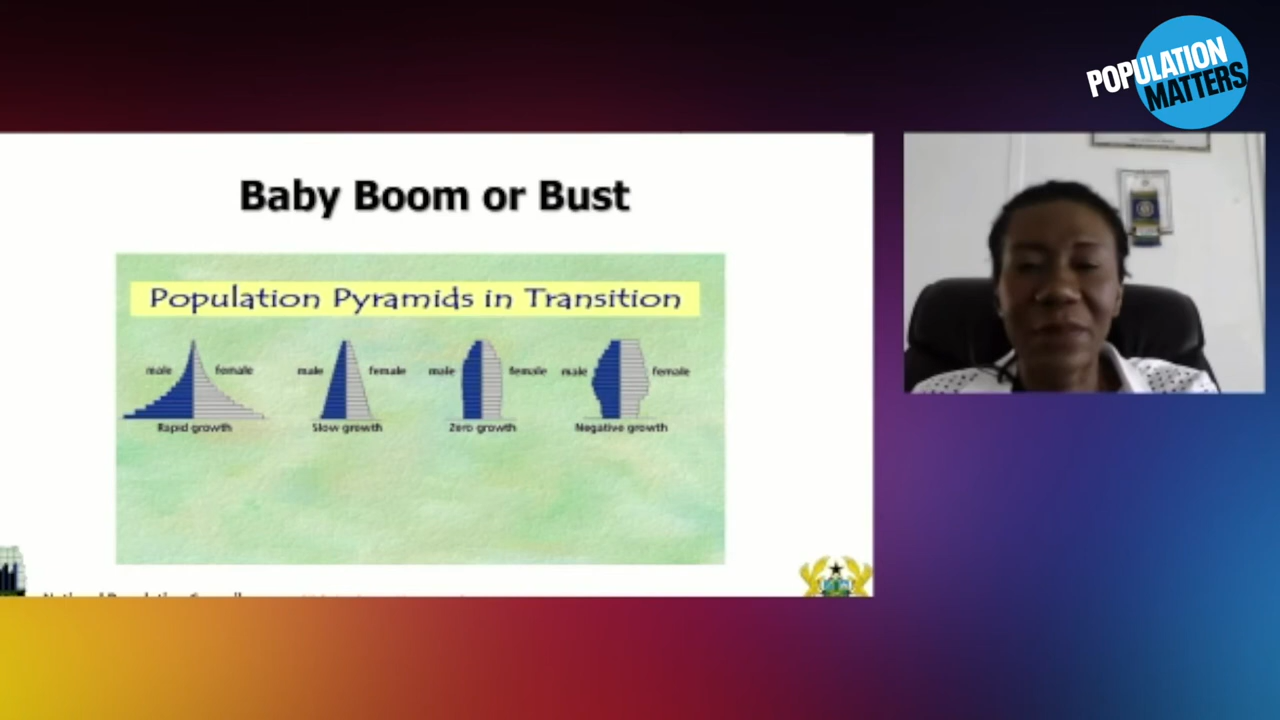 POPULATION
MATTERS
Baby Boom or Bust
Population Pyramids in Transition
male female male female male female male female
Rapid growth Slow growth Zero growth Negative growth